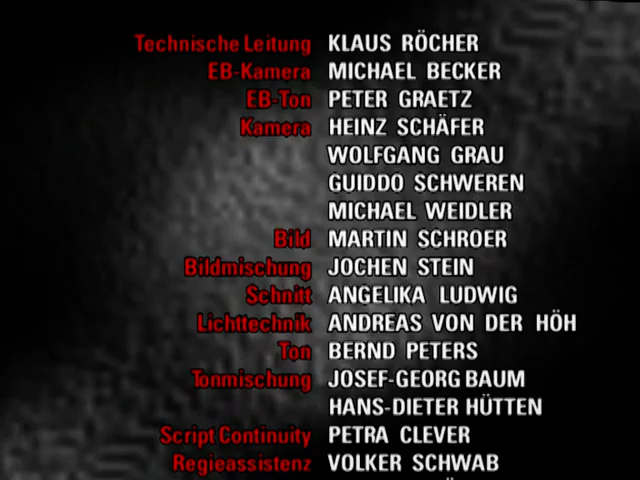 Technische Leitung KLAUS RÖCHER
EB-Kamera MICHAEL BECKER
EB-Ton PETER GRAETZ
Kamera HEINZ SCHÄFER
WOLFGANG GRAU
GUIDDO SCHWEREN
MICHAEL WEIDLER
Bild MARTIN SCHROER
Bildmischung JOCHEN STEIN
Schnitt ANGELIKA LUDWIG
Lichttechnik ANDREAS VON DER HÖH
Ton BERND PETERS
Tonmischung JOSEF-GEORG BAUM
HANS-DIETER HÜTTEN
Script Continuity PETRA CLEVER
Regieassistenz VOLKER SCHWAB